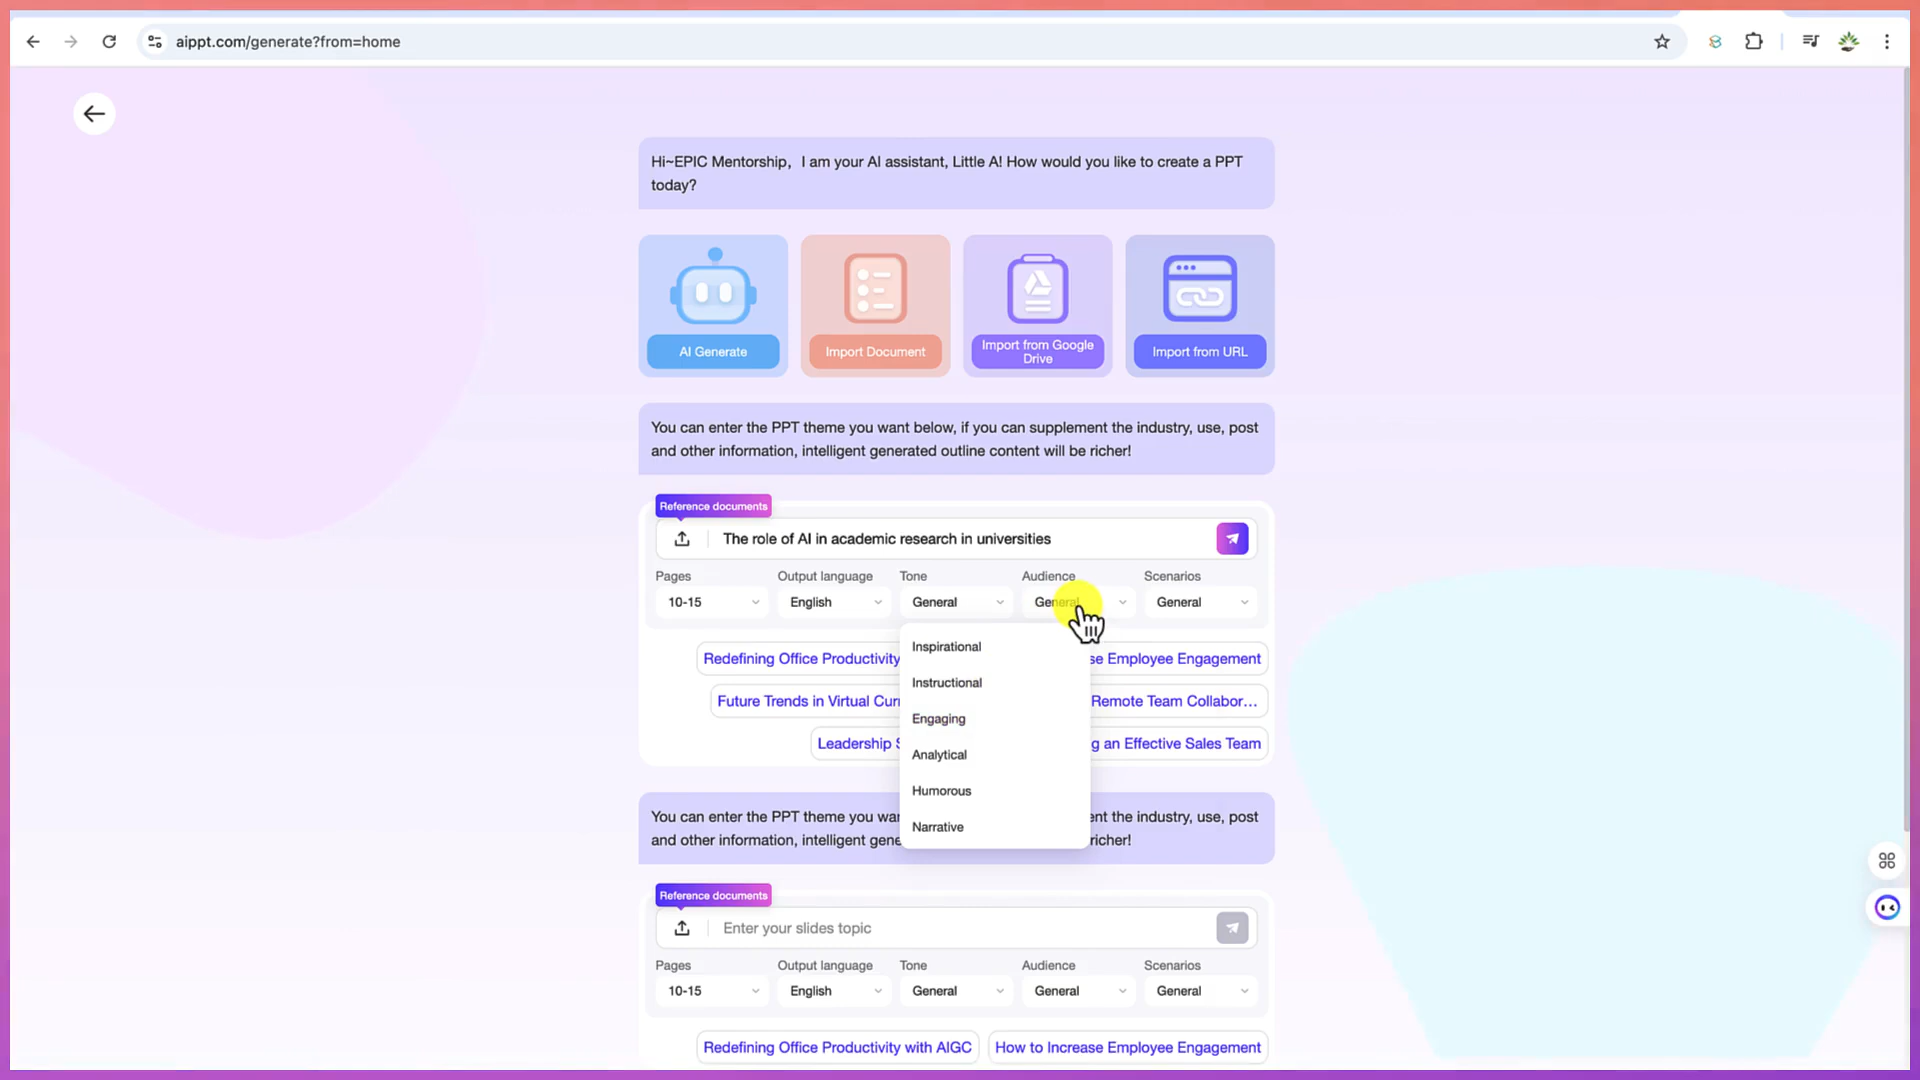 aippt.com/generate?from=home
Hi~EPIC Mentorship, I am your AI assistant, Little A! How would you like to create a PPT
today?
AI Generate
Import Document
Import from Google
Drive
Import from URL
You can enter the PPT theme you want below, if you can supplement the industry, use, post
and other information, intelligent generated outline content will be richer!
Reference documents
The role of AI in academic research in universities
Pages Output language Tone Audience Scenarios
10-15 English General General General
Inspirational
Instructional
Engaging
Analytical
Humorous
Narrative
Redefining Office Productivity
Employee Engagement
Future Trends in Virtual
Remote Team Collabor...
Leadership
an Effective Sales Team
You can enter the PPT theme you the industry, use, post
and other information, intelligent richer!
Reference documents
Enter your slides topic
Pages Output language Tone Audience Scenarios
10-15 English General General General
Redefining Office Productivity with AIGC
How to Increase Employee Engagement